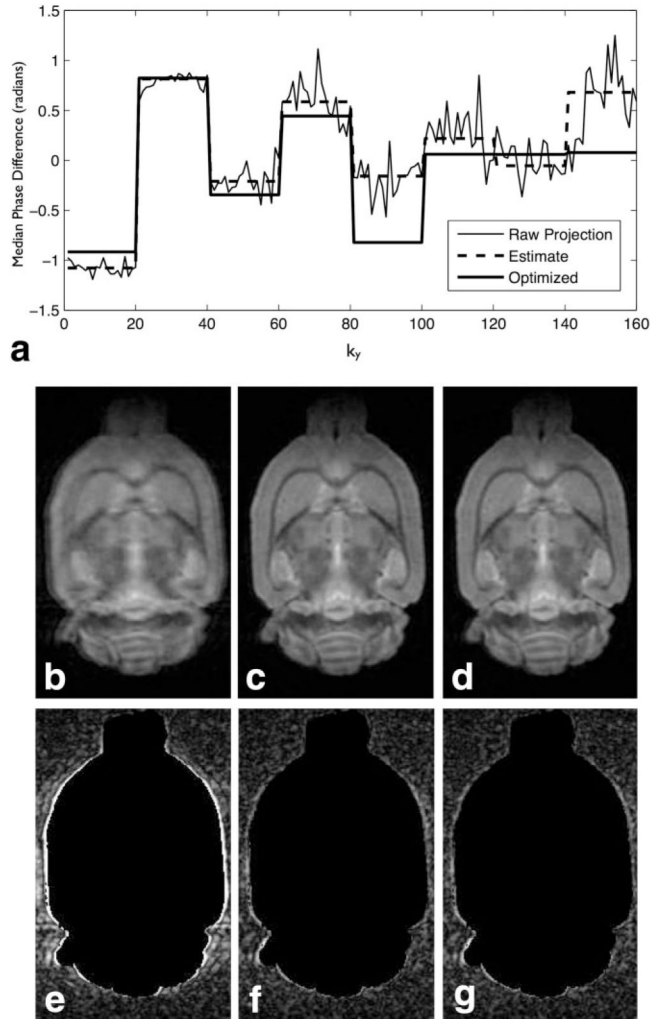 1.5
1
0.5
0
−0.5
−1
−1.5
Median Phase Difference (radians)
Raw Projection
Estimate
Optimized
0 20 40 60 80 100 120 140 160
ky
a
b c d
e f g